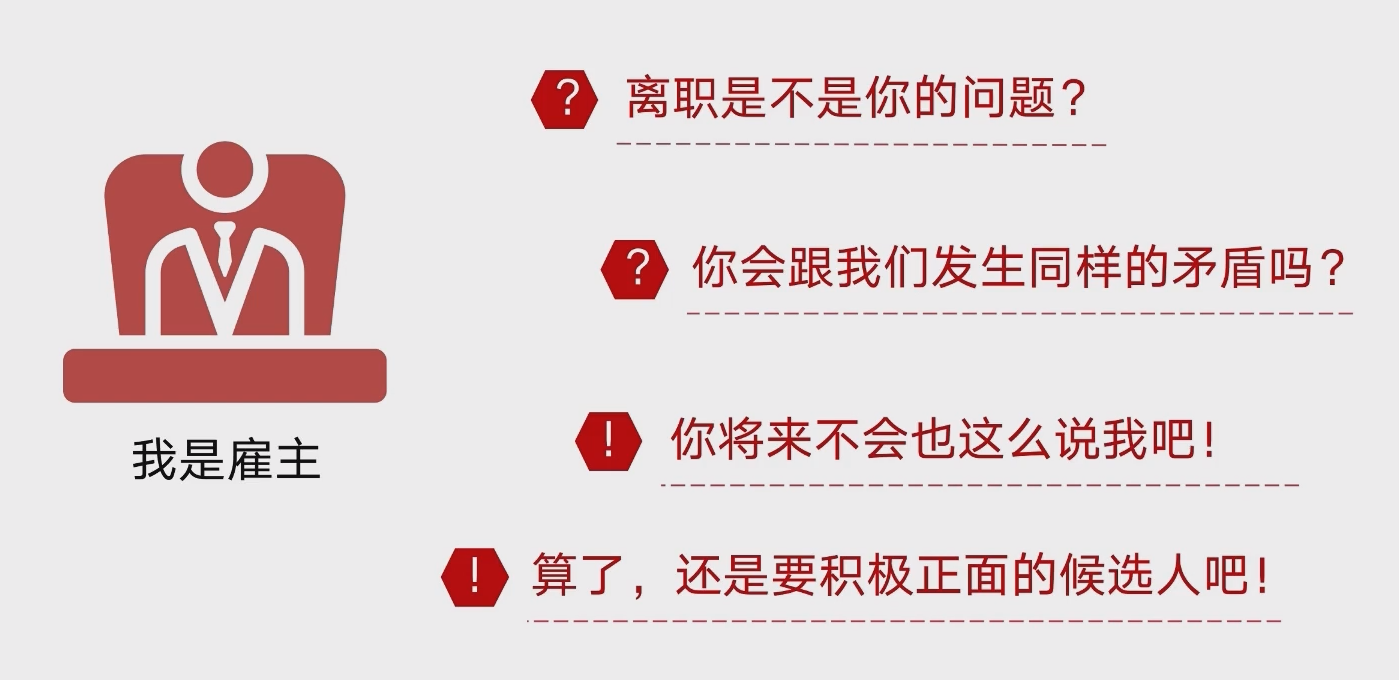 ? 离职是不是你的问题？
? 你会跟我们发生同样的矛盾吗？
! 你将来不会也这么说我吧！
我是雇主
! 算了，还是要积极正面的候选人吧！